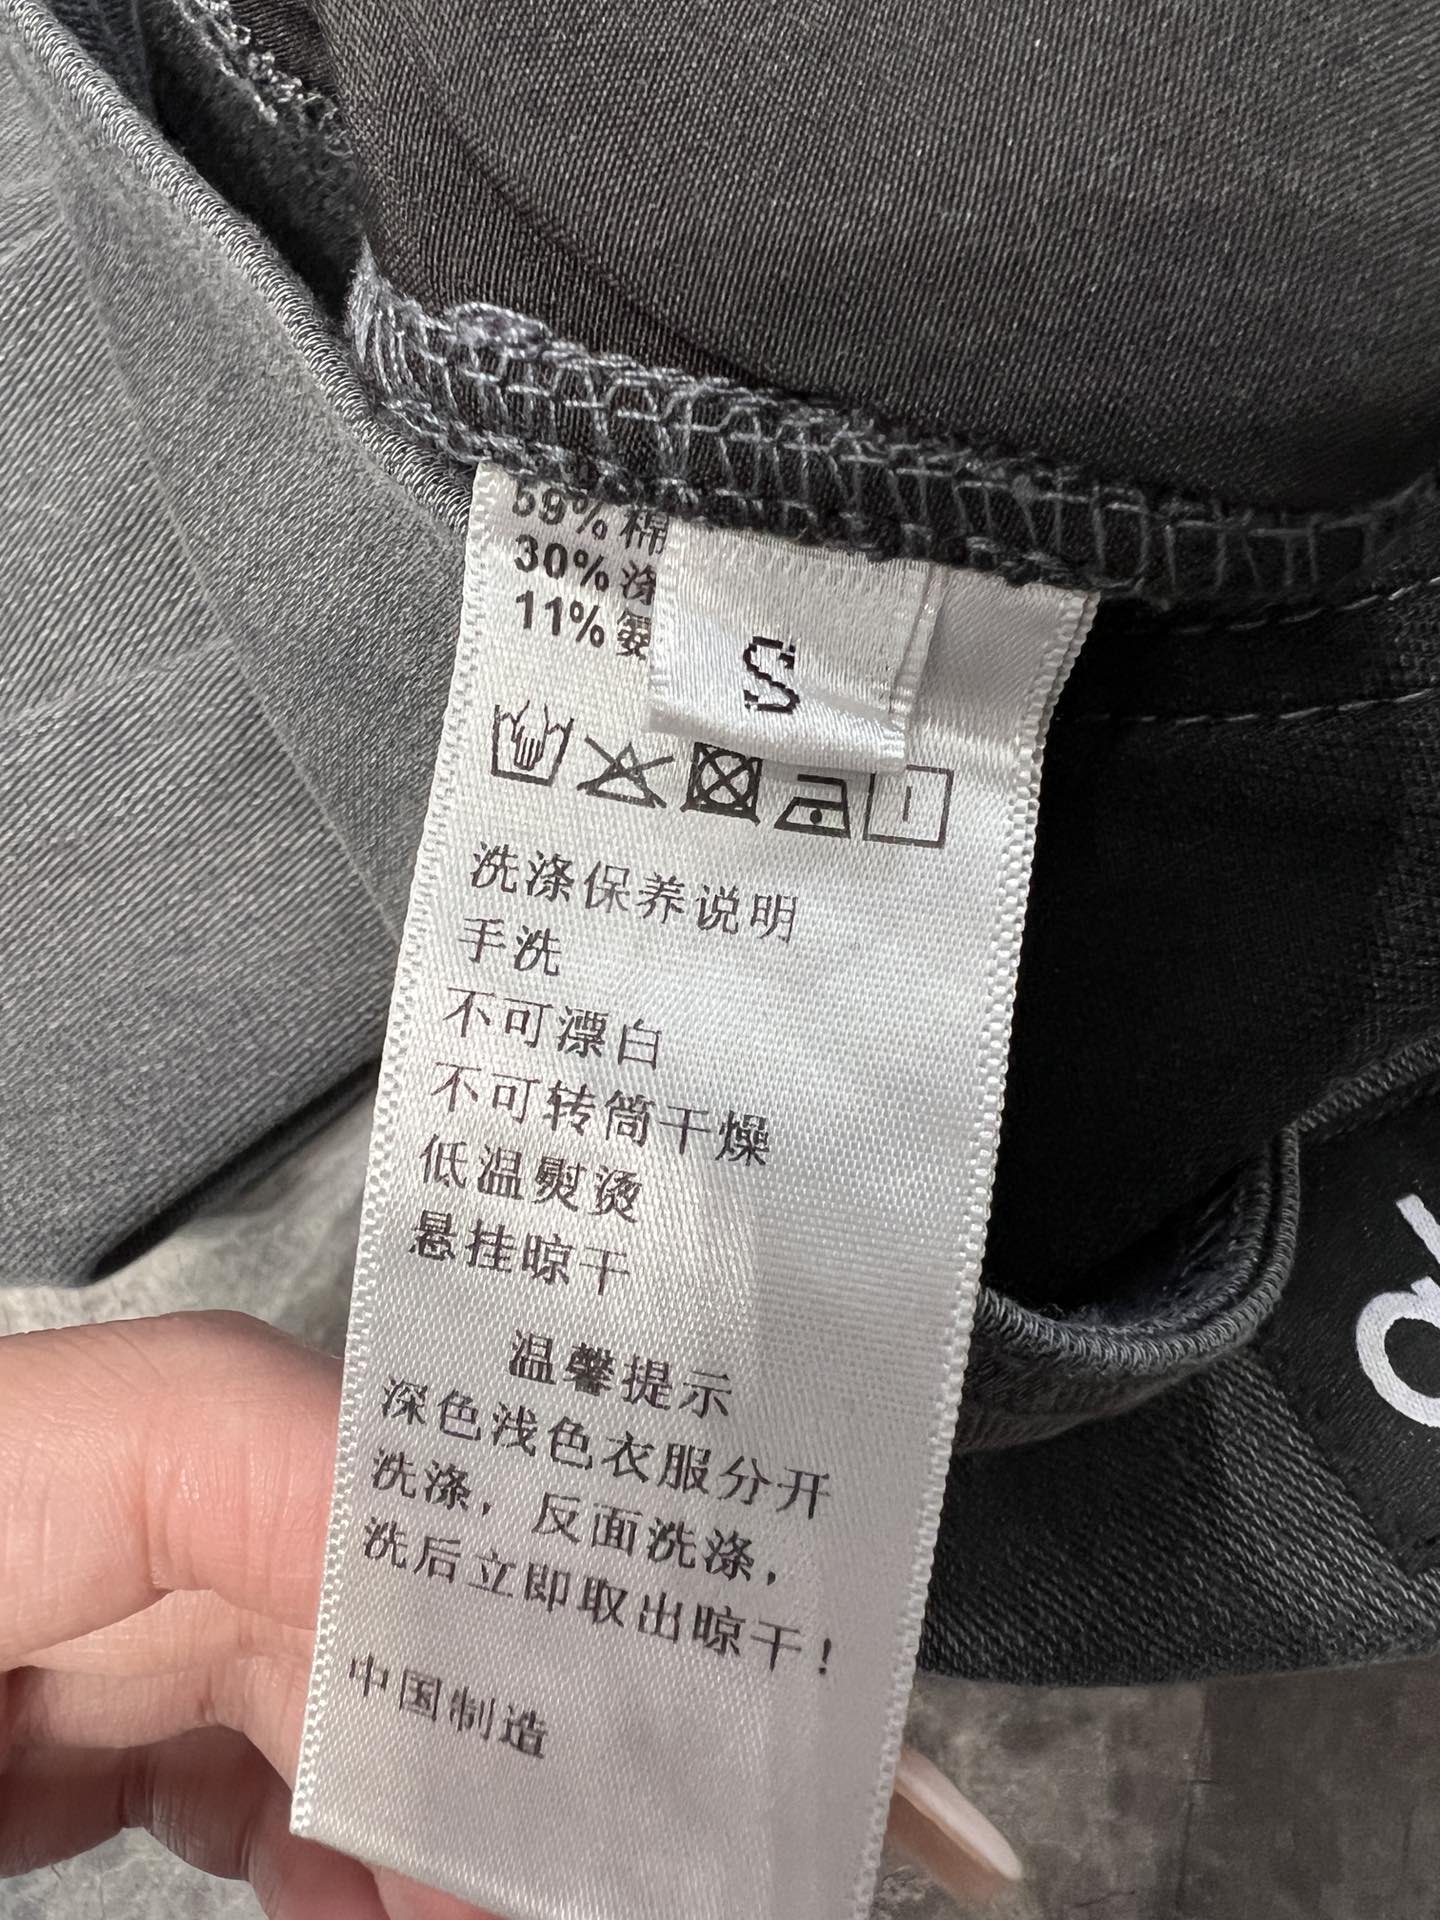 59% 棉
30% 涤
11% 氨
S
洗涤保养说明
手洗
不可漂白
不可转筒干燥
低温熨烫
悬挂晾干
温馨提示
深色浅色衣服分开
洗涤，反面洗涤，
洗后立即取出晾干！
中国制造